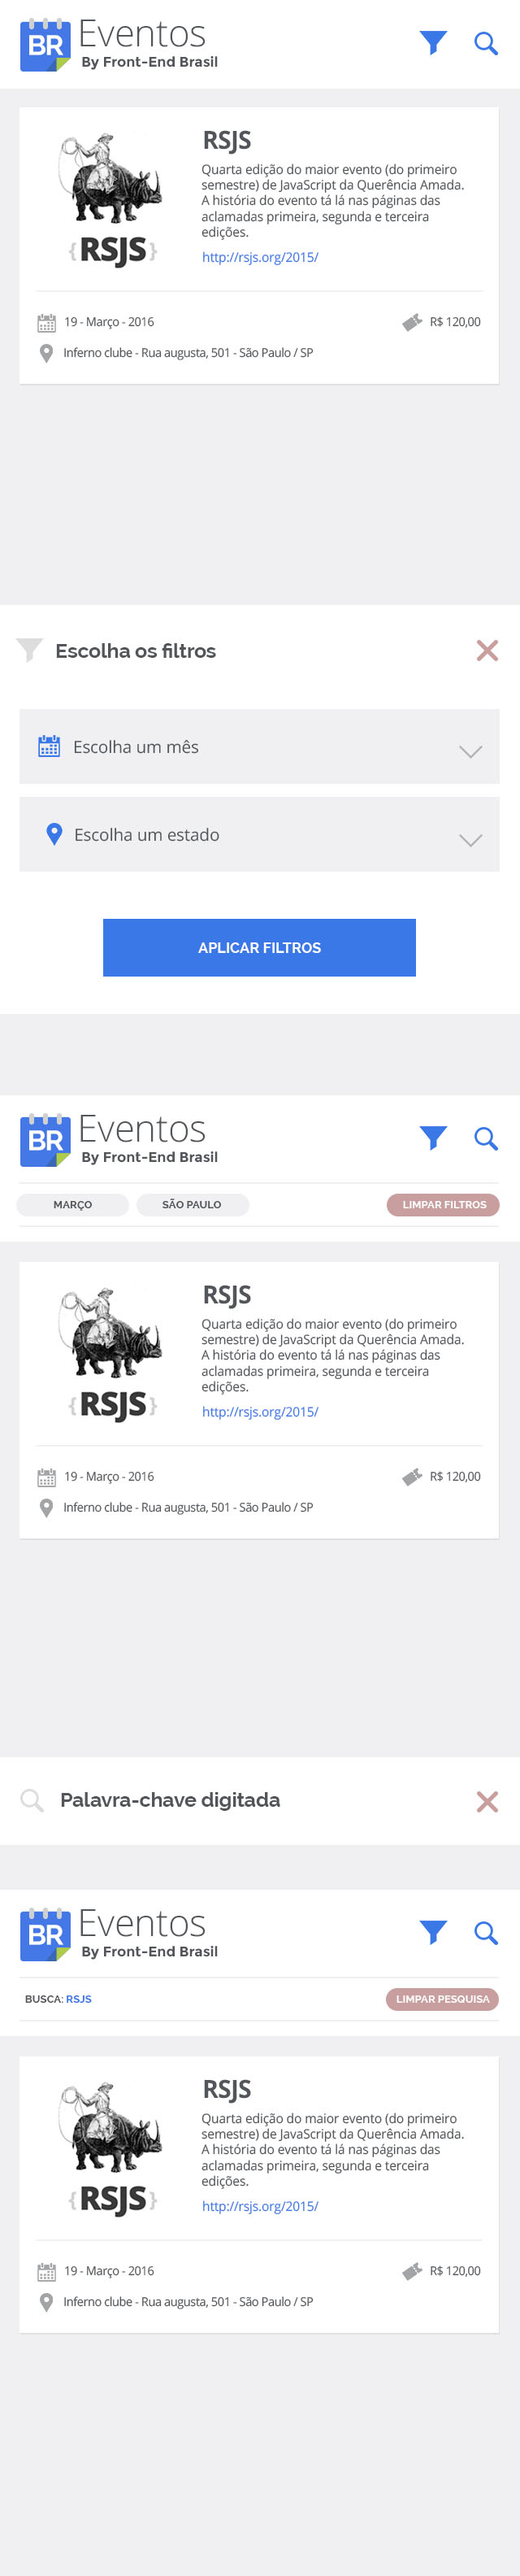 BR Eventos
By Front-End Brasil
RSJS
Quarta edição do maior evento (do primeiro
semestre) de JavaScript da Querência Amada.
A história do evento tá lá nas páginas das
aclamadas primeira, segunda e terceira
edições.
{RSJS}
http://rsjs.org/2015/
19 - Março - 2016
R$ 120,00
Inferno clube - Rua augusta, 501 - São Paulo / SP
Escolha os filtros
Escolha um mês
Escolha um estado
APLICAR FILTROS
BR Eventos
By Front-End Brasil
MARÇO
SÃO PAULO
LIMPAR FILTROS
RSJS
Quarta edição do maior evento (do primeiro
semestre) de JavaScript da Querência Amada.
A história do evento tá lá nas páginas das
aclamadas primeira, segunda e terceira
edições.
{RSJS}
http://rsjs.org/2015/
19 - Março - 2016
R$ 120,00
Inferno clube - Rua augusta, 501 - São Paulo / SP
Palavra-chave digitada
BR Eventos
By Front-End Brasil
BUSCA: RSJS
LIMPAR PESQUISA
RSJS
Quarta edição do maior evento (do primeiro
semestre) de JavaScript da Querência Amada.
A história do evento tá lá nas páginas das
aclamadas primeira, segunda e terceira
edições.
{RSJS}
http://rsjs.org/2015/
19 - Março - 2016
R$ 120,00
Inferno clube - Rua augusta, 501 - São Paulo / SP